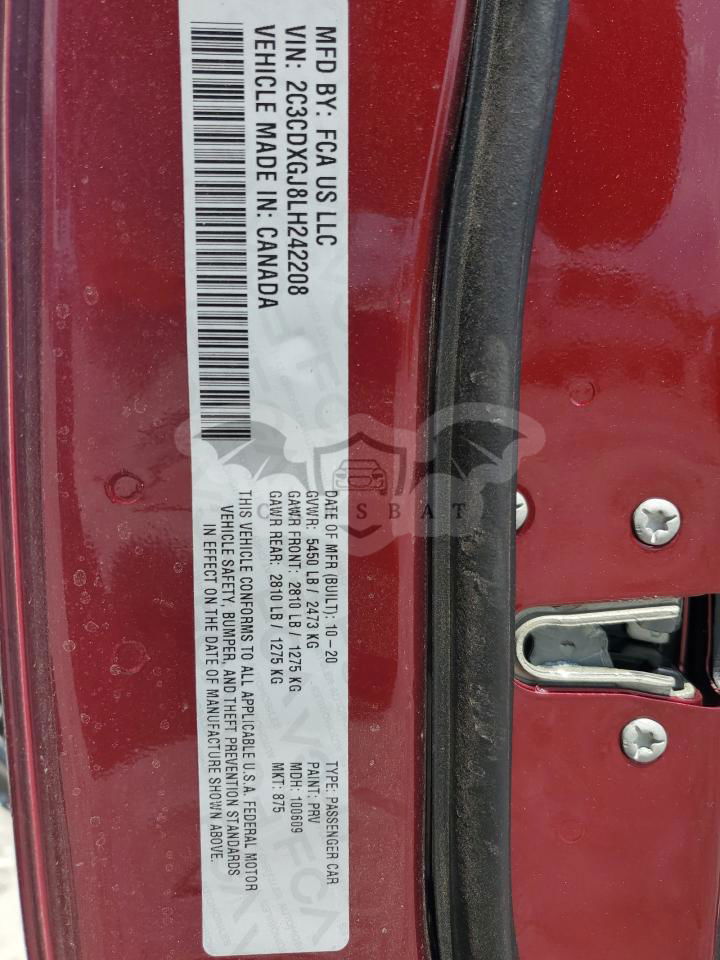 MFD BY: FCA US LLC
VIN: 2C3CDXGJ8LH242208
VEHICLE MADE IN: CANADA
DATE OF MFR (BUILT): 10-20
GVWR: 5450 LB / 2473 KG
GAWR FRONT: 2810 LB / 1275 KG
GAWR REAR: 2810 LB / 1275 KG
TYPE: PASSENGER CAR
PAINT: PRV
MDH: 100609
MKT: 875
THIS VEHICLE CONFORMS TO ALL APPLICABLE U.S.A. FEDERAL MOTOR
VEHICLE SAFETY, BUMPER, AND THEFT PREVENTION STANDARDS
IN EFFECT ON THE DATE OF MANUFACTURE SHOWN ABOVE.